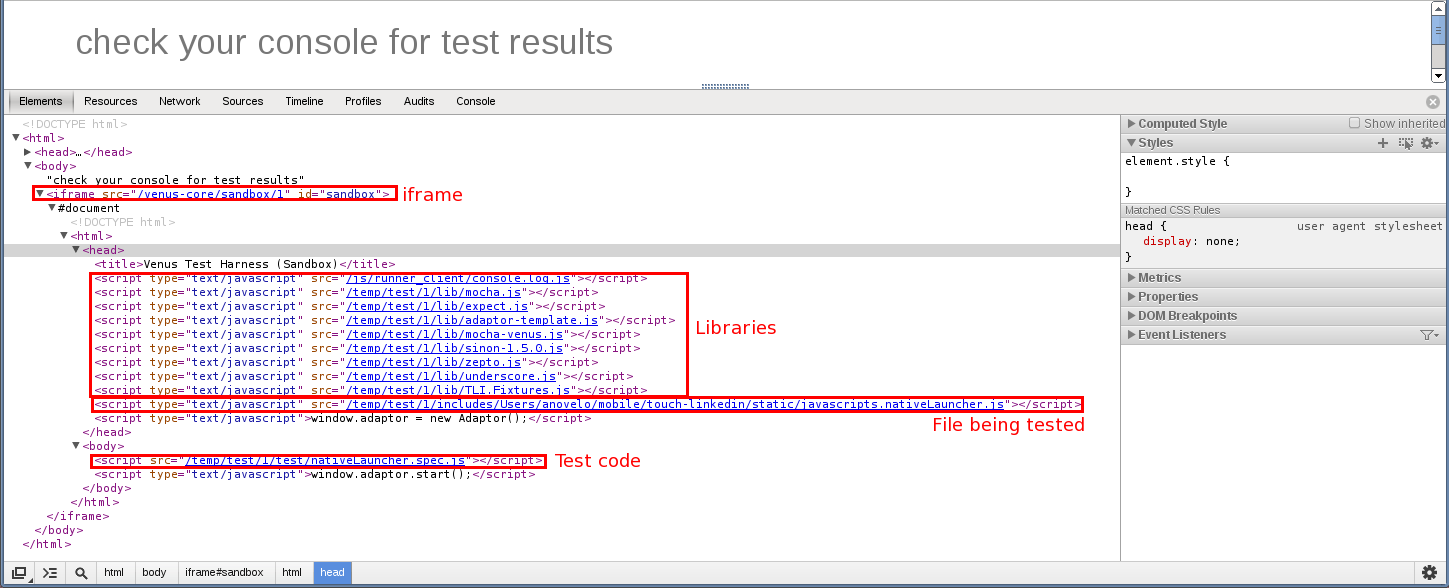 check your console for test results
Elements Resources Network Sources Timeline Profiles Audits Console
<!DOCTYPE html>
<html>
<head>…</head>
<body>
"check your console for test results"
<iframe src="/venus-core/sandbox/1" id="sandbox"> iframe
#document
<!DOCTYPE html>
<html>
<head>
<title>Venus Test Harness (Sandbox)</title>
<script type="text/javascript" src="/js/runner_client/console.log.js"></script>
<script type="text/javascript" src="/temp/test/1/lib/mocha.js"></script>
<script type="text/javascript" src="/temp/test/1/lib/expect.js"></script>
<script type="text/javascript" src="/temp/test/1/lib/adaptor-template.js"></script>
Libraries
<script type="text/javascript" src="/temp/test/1/lib/mocha-venus.js"></script>
<script type="text/javascript" src="/temp/test/1/lib/sinon-1.5.0.js"></script>
<script type="text/javascript" src="/temp/test/1/lib/zepto.js"></script>
<script type="text/javascript" src="/temp/test/1/lib/underscore.js"></script>
<script type="text/javascript" src="/temp/test/1/lib/TLI.Fixtures.js"></script>
<script type="text/javascript" src="/temp/test/1/includes/Users/anovelo/mobile/touch-linkedin/static/javascripts.nativeLauncher.js"></script>
<script type="text/javascript">window.adaptor = new Adaptor();</script>
File being tested
</head>
<body>
<script src="/temp/test/1/test/nativeLauncher.spec.js"></script> Test code
<script type="text/javascript">window.adaptor.start();</script>
</body>
</html>
</iframe>
</body>
</html>
Computed Style Show inherited
Styles
element.style {
}
Matched CSS Rules
head { user agent stylesheet
display: none;
}
Metrics
Properties
DOM Breakpoints
Event Listeners
html body iframe#sandbox html head